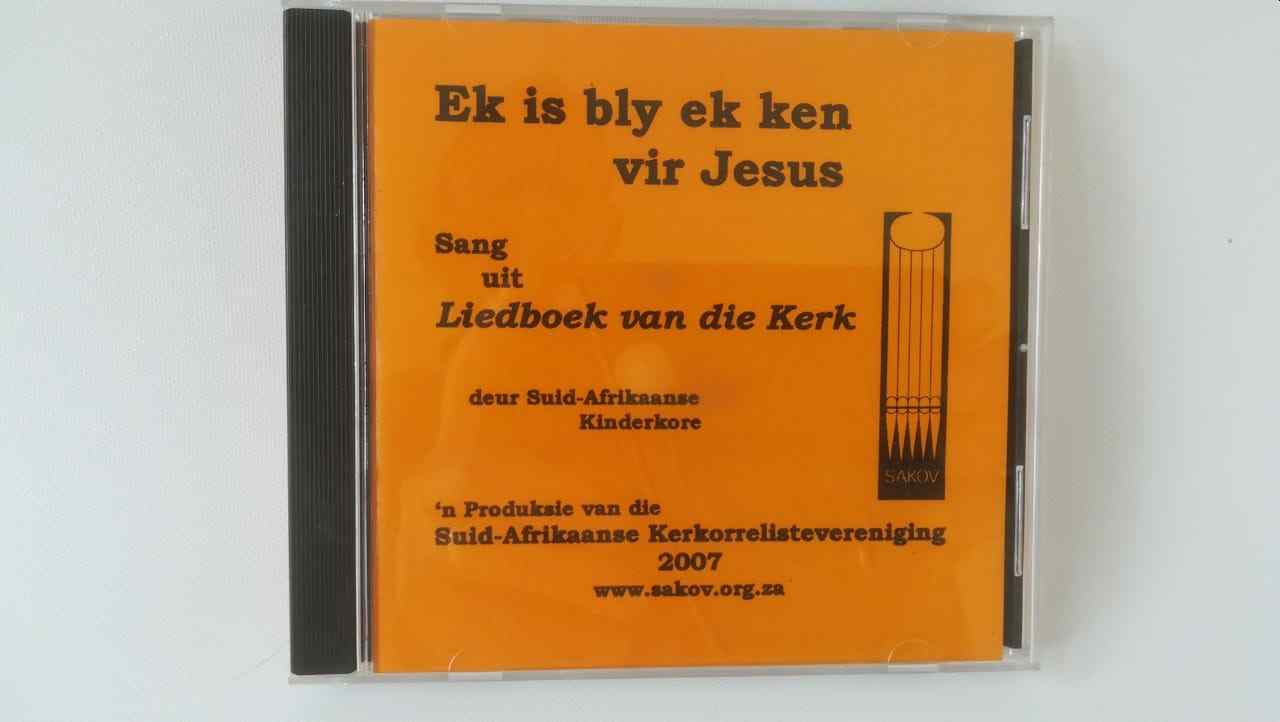 Ek is bly ek ken
vir Jesus
Sang
uit
Liedboek van die Kerk
deur Suid-Afrikaanse
Kinderkore
SAKOV
‘n Produksie van die
Suid-Afrikaanse Kerkorrelistevereniging
2007
www.sakov.org.za